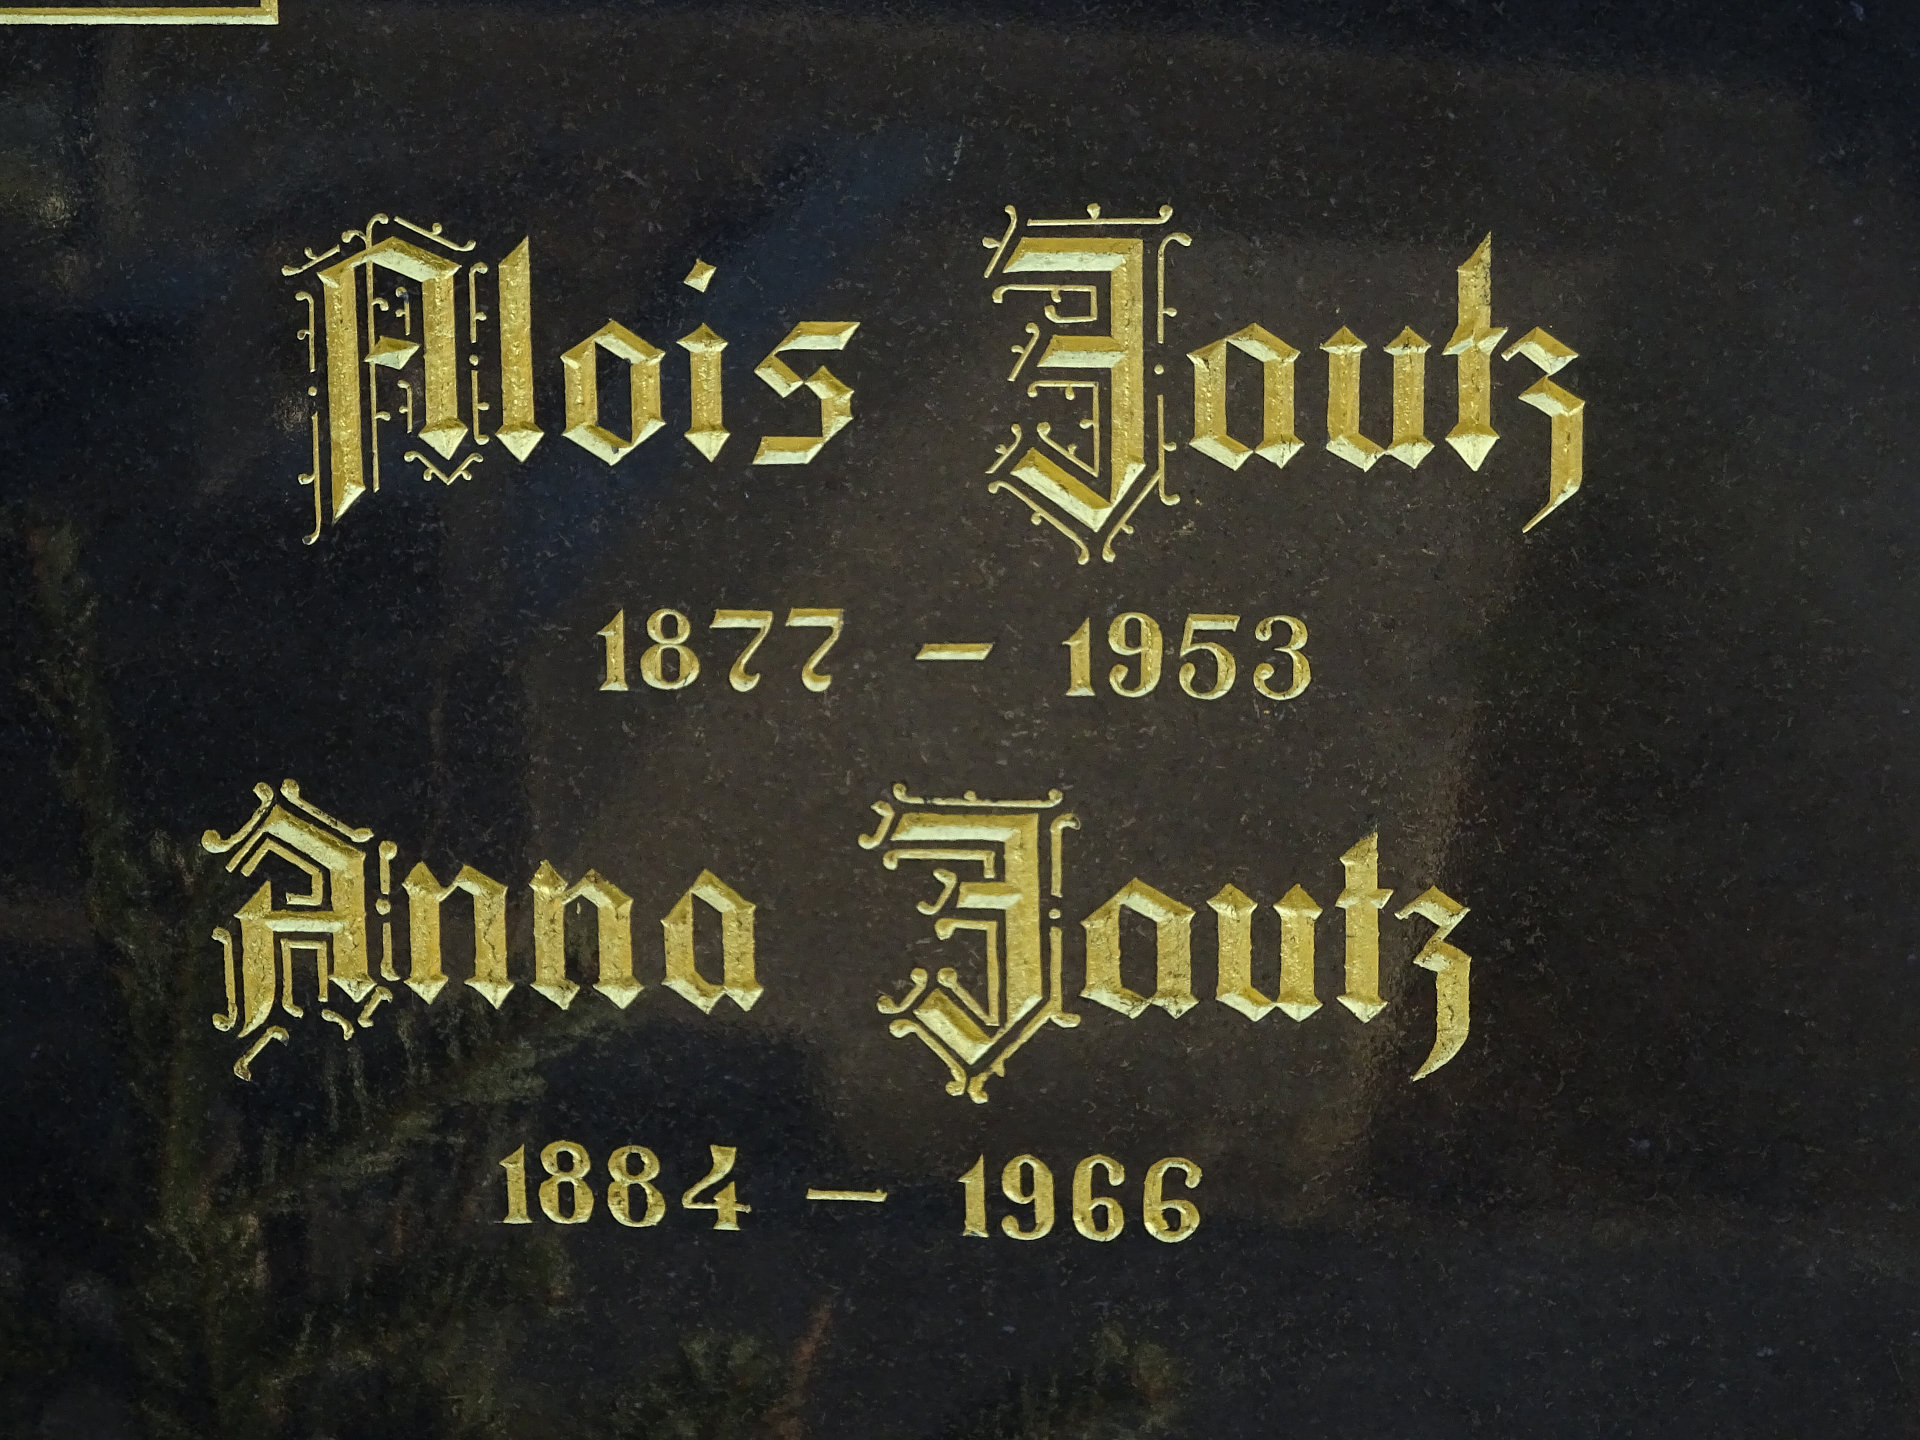 Alois Jautz
1877 – 1953
Anna Jautz
1884 – 1966